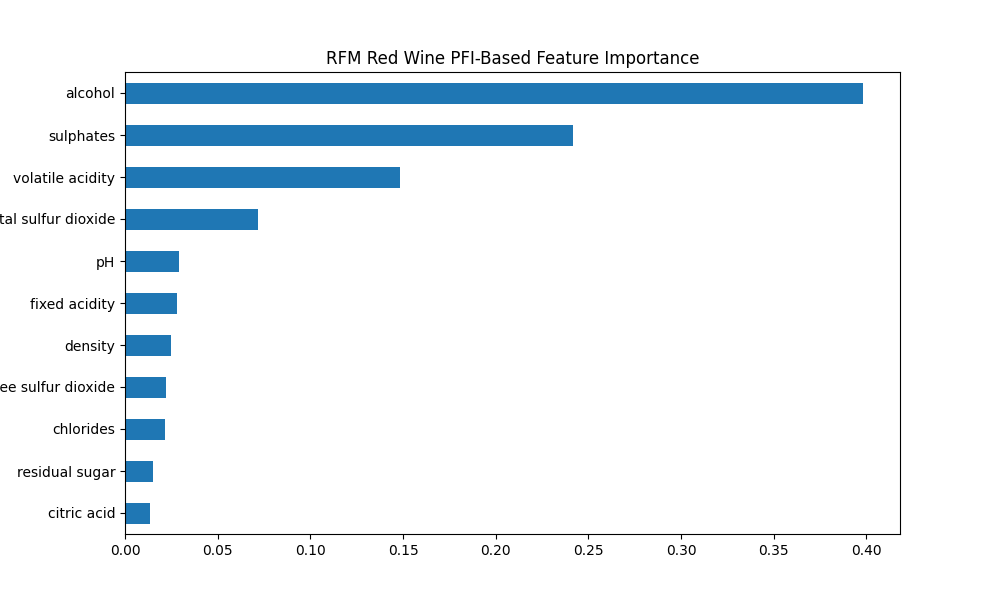 RFM Red Wine PFI-Based Feature Importance
alcohol
sulphates
volatile acidity
tal sulfur dioxide
pH
fixed acidity
density
ee sulfur dioxide
chlorides
residual sugar
citric acid
0.00 0.05 0.10 0.15 0.20 0.25 0.30 0.35 0.40